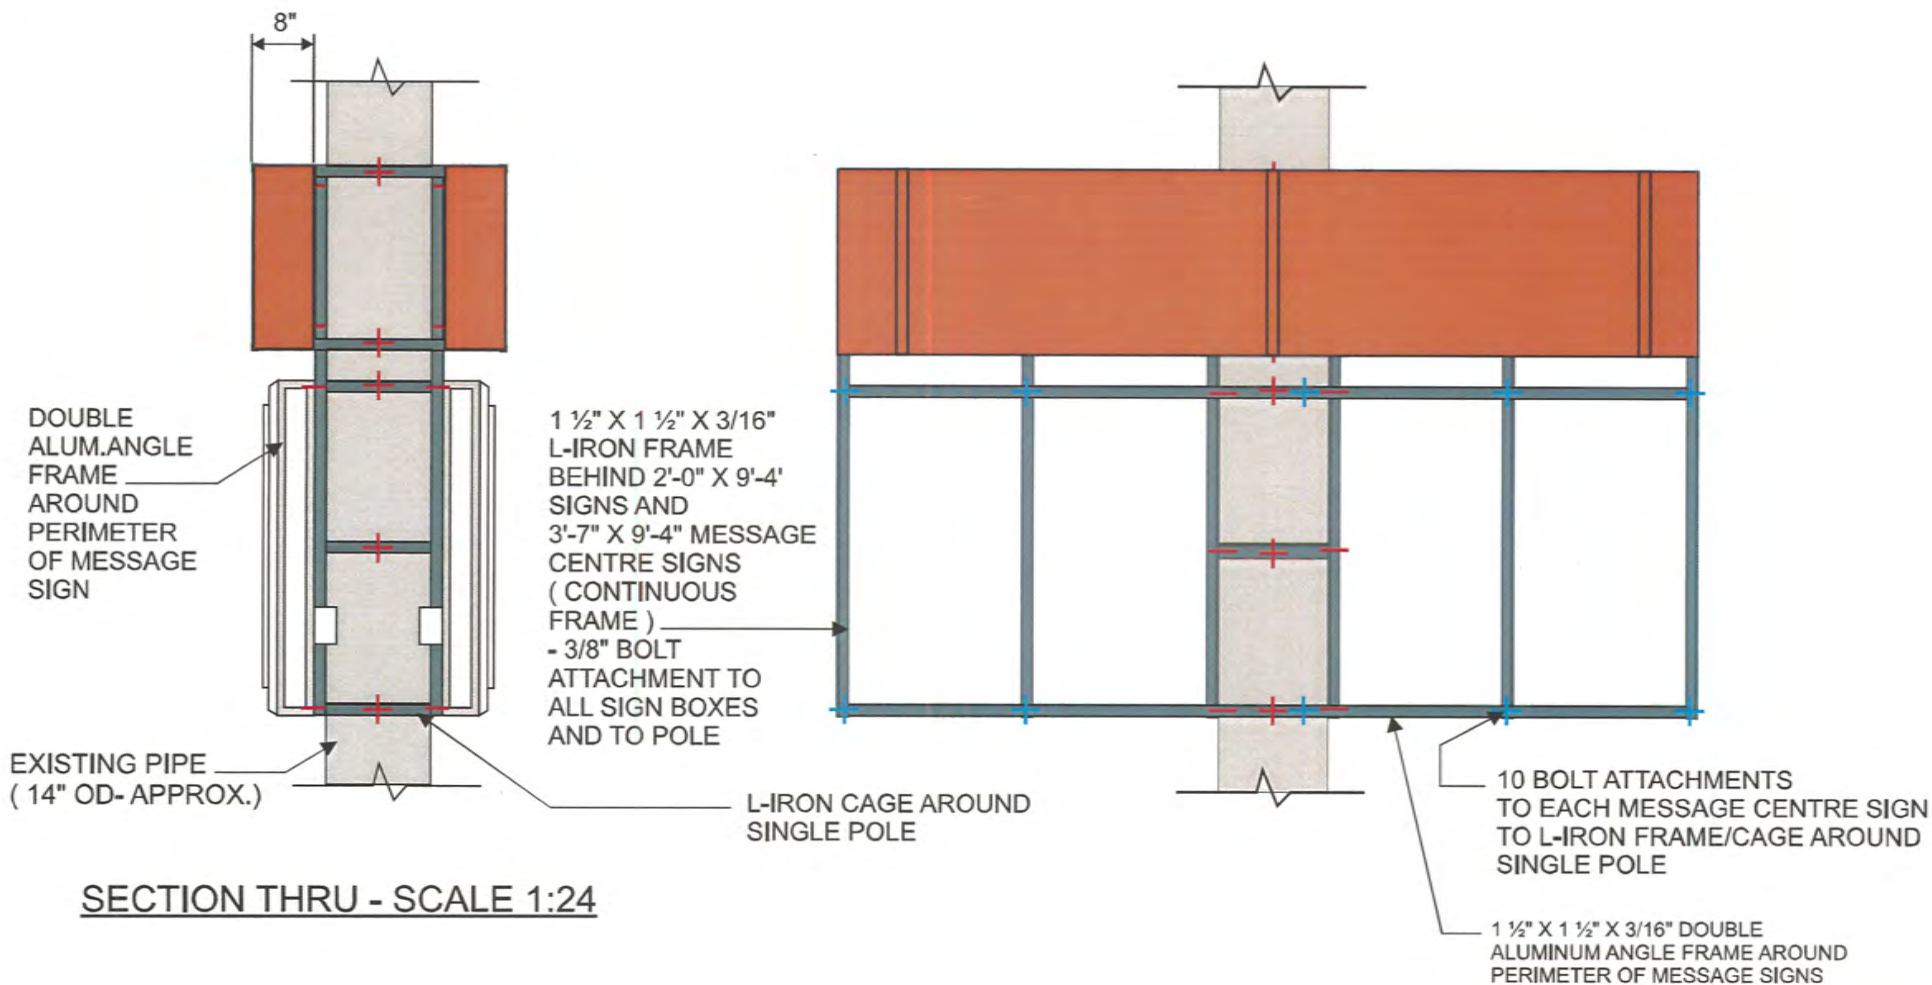 8"
DOUBLE
ALUM.ANGLE
FRAME
AROUND
PERIMETER
OF MESSAGE
SIGN
EXISTING PIPE
( 14" OD- APPROX.)
1 ½" X 1 ½" X 3/16"
L-IRON FRAME
BEHIND 2'-0" X 9'-4'
SIGNS AND
3'-7" X 9'-4" MESSAGE
CENTRE SIGNS
( CONTINUOUS
FRAME )
- 3/8" BOLT
ATTACHMENT TO
ALL SIGN BOXES
AND TO POLE
L-IRON CAGE AROUND
SINGLE POLE
10 BOLT ATTACHMENTS
TO EACH MESSAGE CENTRE SIGN
TO L-IRON FRAME/CAGE AROUND
SINGLE POLE
1 ½" X 1 ½" X 3/16" DOUBLE
ALUMINUM ANGLE FRAME AROUND
PERIMETER OF MESSAGE SIGNS
SECTION THRU - SCALE 1:24